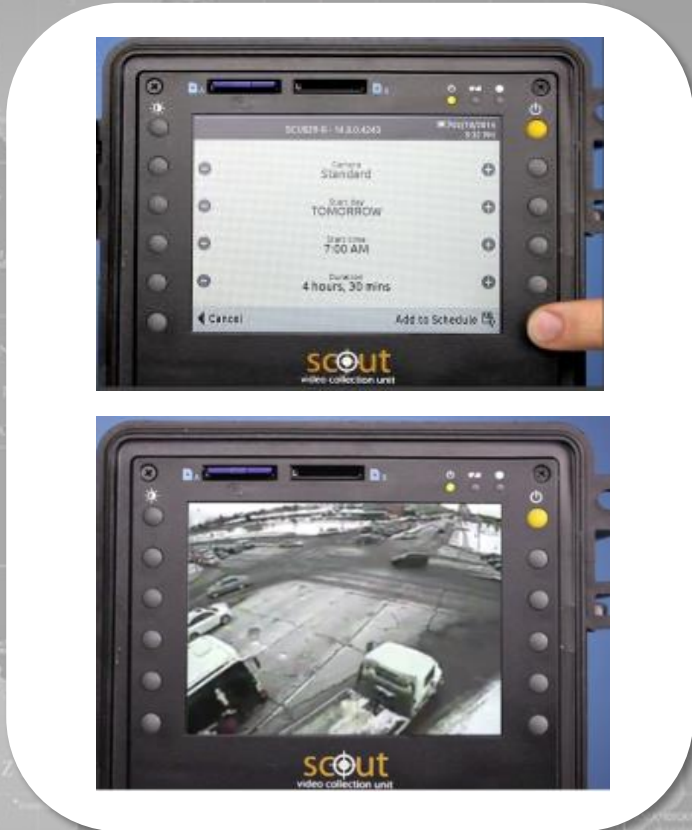 A
B
Camera
Standard
Start day
TOMORROW
Start time
7:00 AM
Duration
4 hours, 30 mins
Cancel
Add to Schedule
scout
video collection unit
A
B
scout
video collection unit